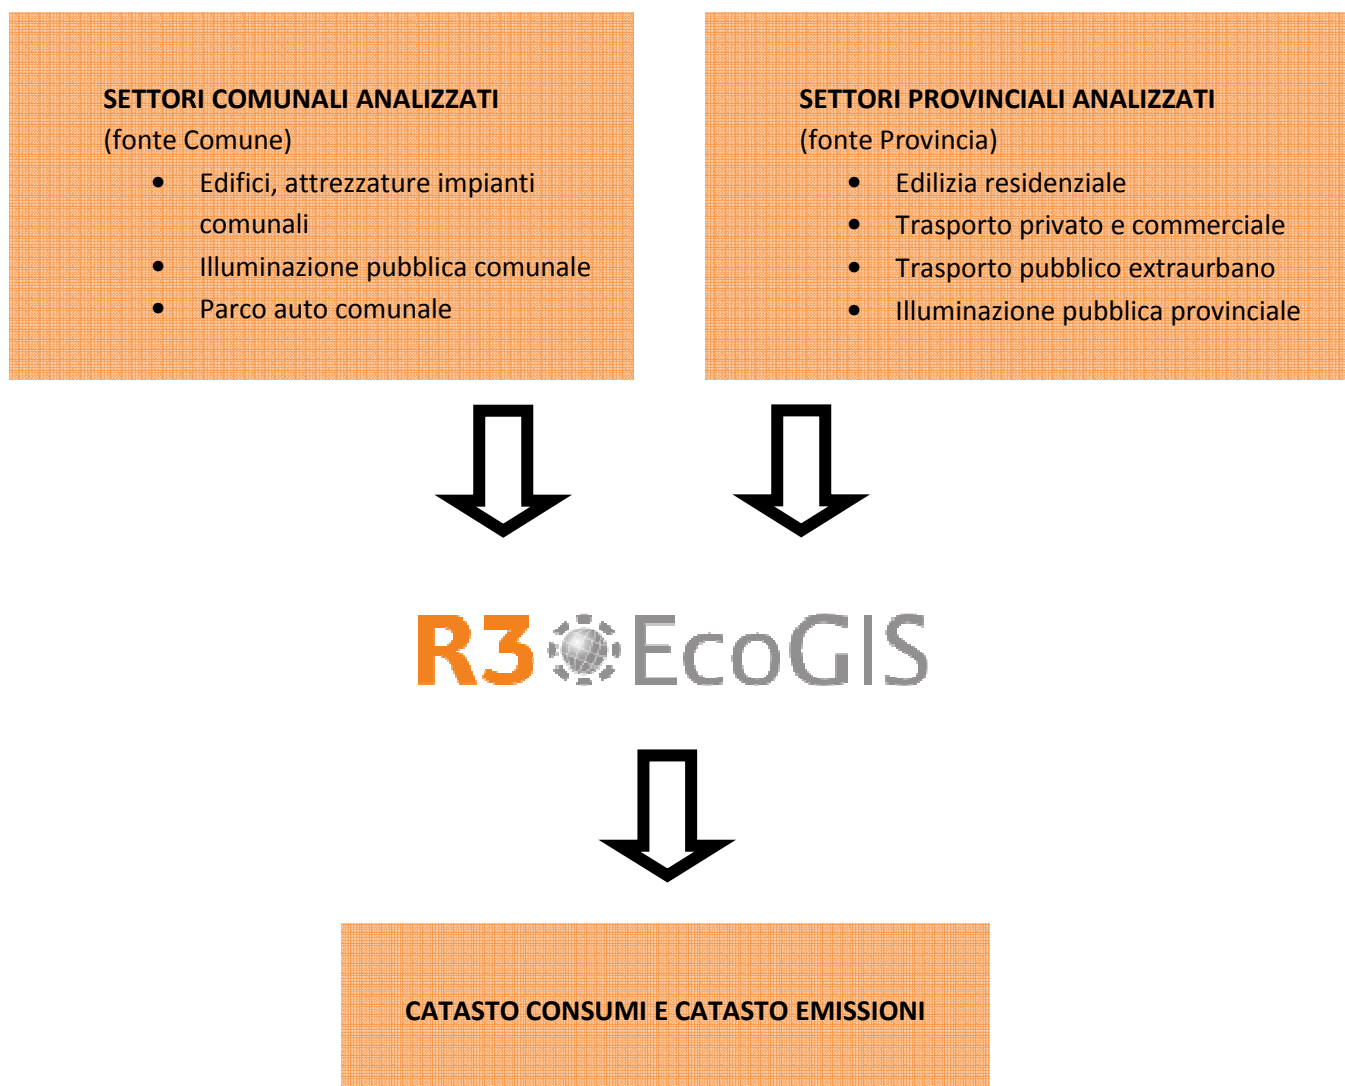 SETTORI COMUNALI ANALIZZATI
(fonte Comune)
• Edifici, attrezzature impianti
comunali
• Illuminazione pubblica comunale
• Parco auto comunale
SETTORI PROVINCIALI ANALIZZATI
(fonte Provincia)
• Edilizia residenziale
• Trasporto privato e commerciale
• Trasporto pubblico extraurbano
• Illuminazione pubblica provinciale
R3 EcoGIS
CATASTO CONSUMI E CATASTO EMISSIONI